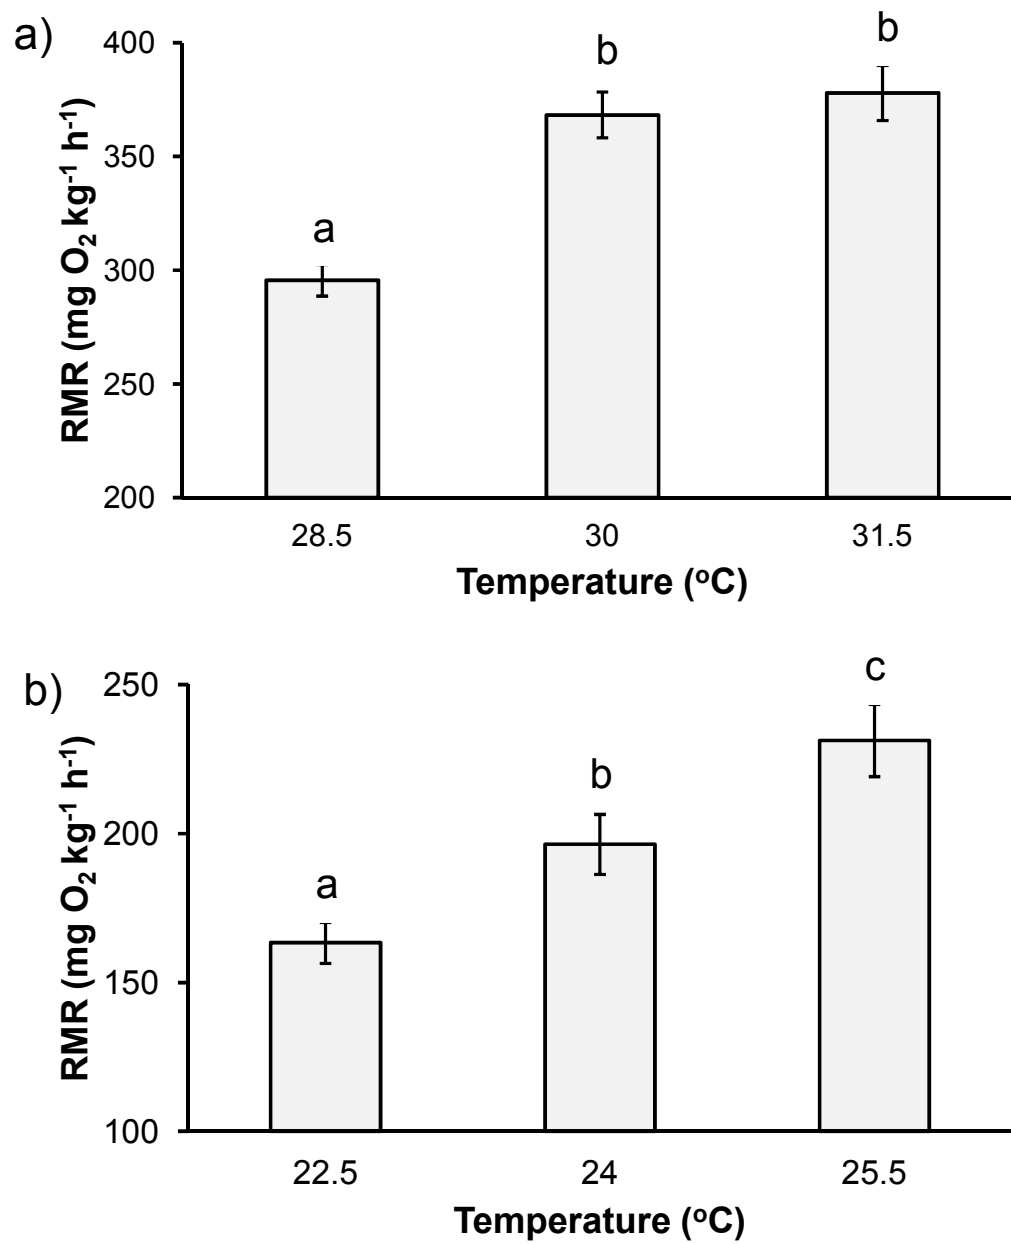 a)
RMR (mg O₂ kg⁻¹ h⁻¹)
400
350
300
250
200
a
b
b
28.5 30 31.5
Temperature (ºC)
b)
RMR (mg O₂ kg⁻¹ h⁻¹)
250
200
150
100
a
b
c
22.5 24 25.5
Temperature (ºC)